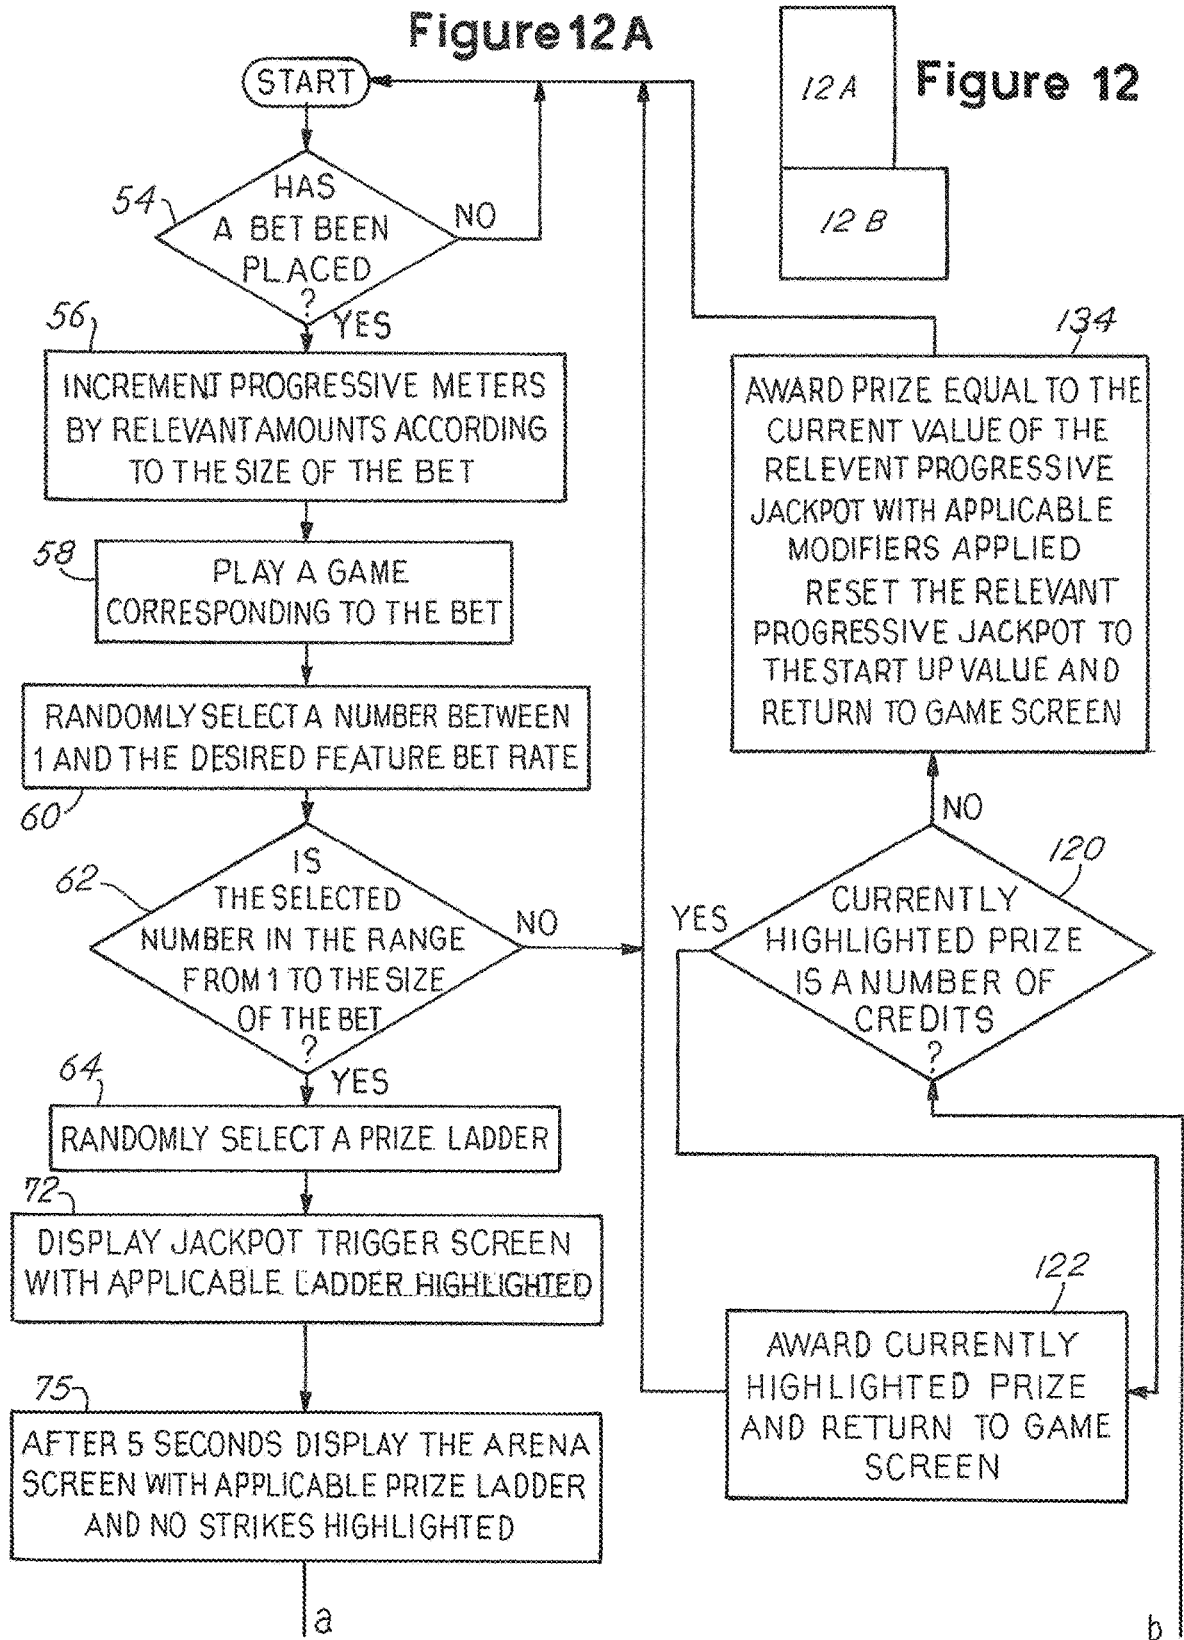 Figure 12A
START
54
HAS
A BET BEEN
PLACED
?
NO
YES
56
INCREMENT PROGRESSIVE METERS
BY RELEVANT AMOUNTS ACCORDING
TO THE SIZE OF THE BET
58
PLAY A GAME
CORRESPONDING TO THE BET
RANDOMLY SELECT A NUMBER BETWEEN
1 AND THE DESIRED FEATURE BET RATE
60
62
IS
THE SELECTED
NUMBER IN THE RANGE
FROM 1 TO THE SIZE
OF THE BET
?
NO
YES
64
RANDOMLY SELECT A PRIZE LADDER
72
DISPLAY JACKPOT TRIGGER SCREEN
WITH APPLICABLE LADDER HIGHLIGHTED
75
AFTER 5 SECONDS DISPLAY THE ARENA
SCREEN WITH APPLICABLE PRIZE LADDER
AND NO STRIKES HIGHLIGHTED
a
12A
Figure 12
12B
134
AWARD PRIZE EQUAL TO THE
CURRENT VALUE OF THE
RELEVENT PROGRESSIVE
JACKPOT WITH APPLICABLE
MODIFIERS APPLIED
RESET THE RELEVANT
PROGRESSIVE JACKPOT TO
THE START UP VALUE AND
RETURN TO GAME SCREEN
NO
120
YES
CURRENTLY
HIGHLIGHTED PRIZE
IS A NUMBER OF
CREDITS
?
122
AWARD CURRENTLY
HIGHLIGHTED PRIZE
AND RETURN TO GAME
SCREEN
b